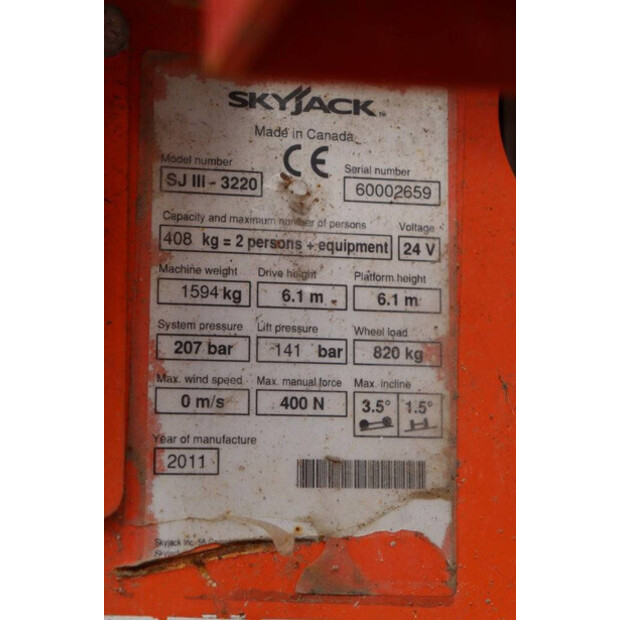 SKYJACK™
Made in Canada
CE
Model number
SJ III - 3220
Serial number
60002659
Capacity and maximum number of persons
408 kg = 2 persons + equipment
Voltage
24 V
Machine weight Drive height Platform height
1594 kg 6.1 m 6.1 m
System pressure Lift pressure Wheel load
207 bar 141 bar 820 kg
Max. wind speed Max. manual force Max. incline
0 m/s 400 N 3.5° 1.5°
Year of manufacture
2011
Skyjack Inc.
Skyjack